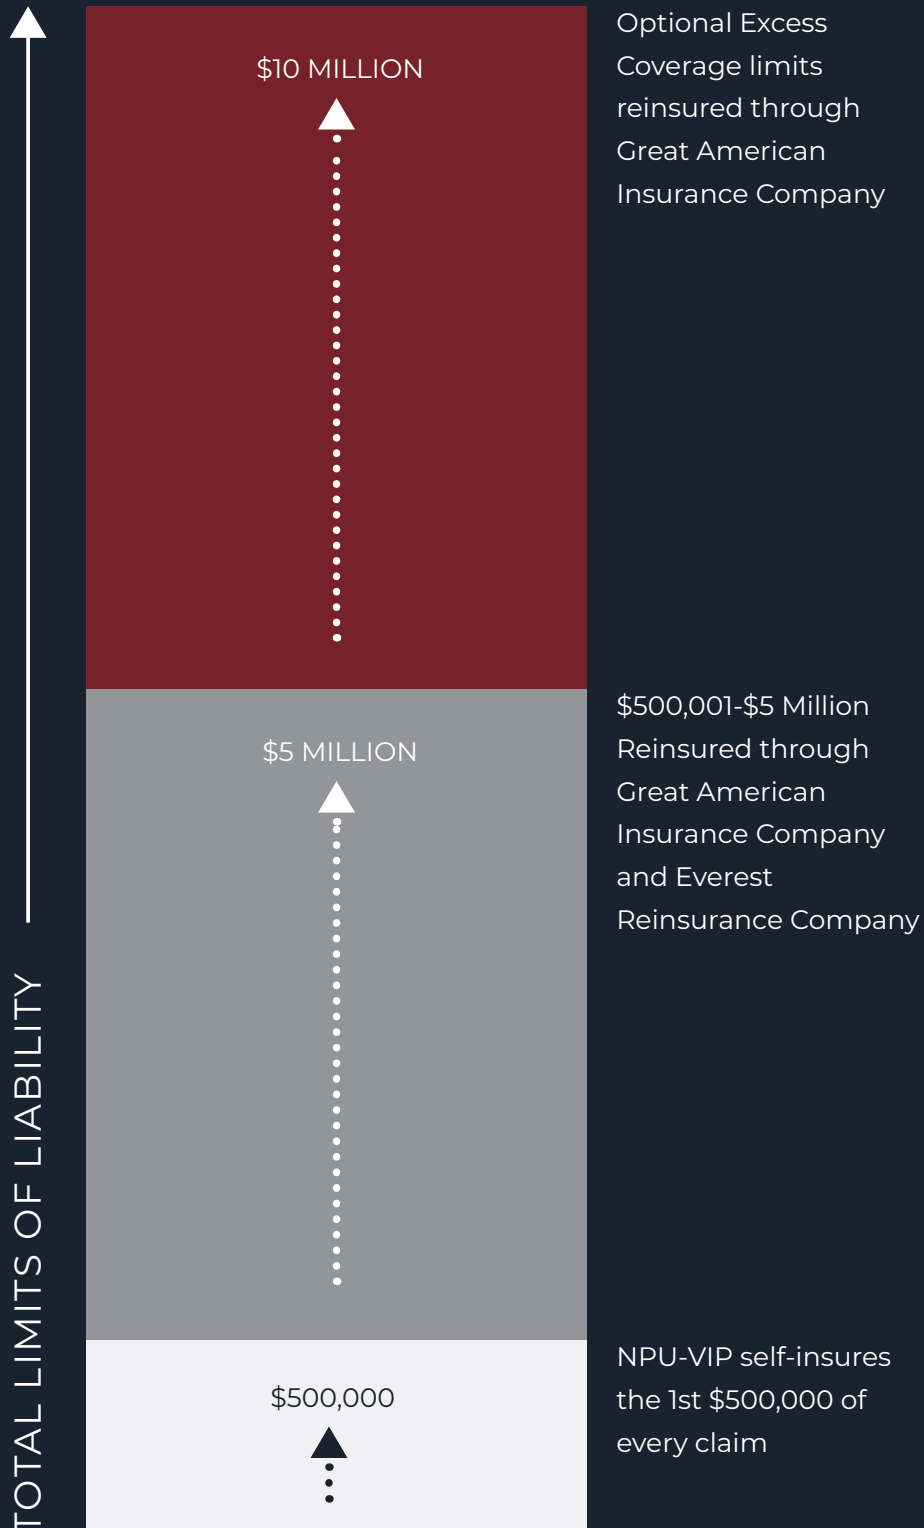 $10 MILLION
Optional Excess
Coverage limits
reinsured through
Great American
Insurance Company
$5 MILLION
$500,001-$5 Million
Reinsured through
Great American
Insurance Company
and Everest
Reinsurance Company
$500,000
NPU-VIP self-insures
the 1st $500,000 of
every claim
TOTAL LIMITS OF LIABILITY